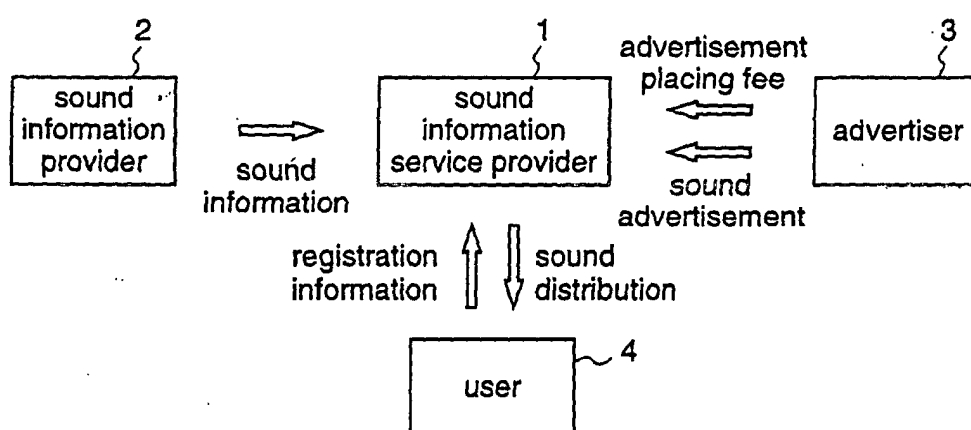 2
sound
information
provider
sound
information
1
sound
information
service provider
advertisement
placing fee
sound
advertisement
3
advertiser
registration
information
sound
distribution
4
user